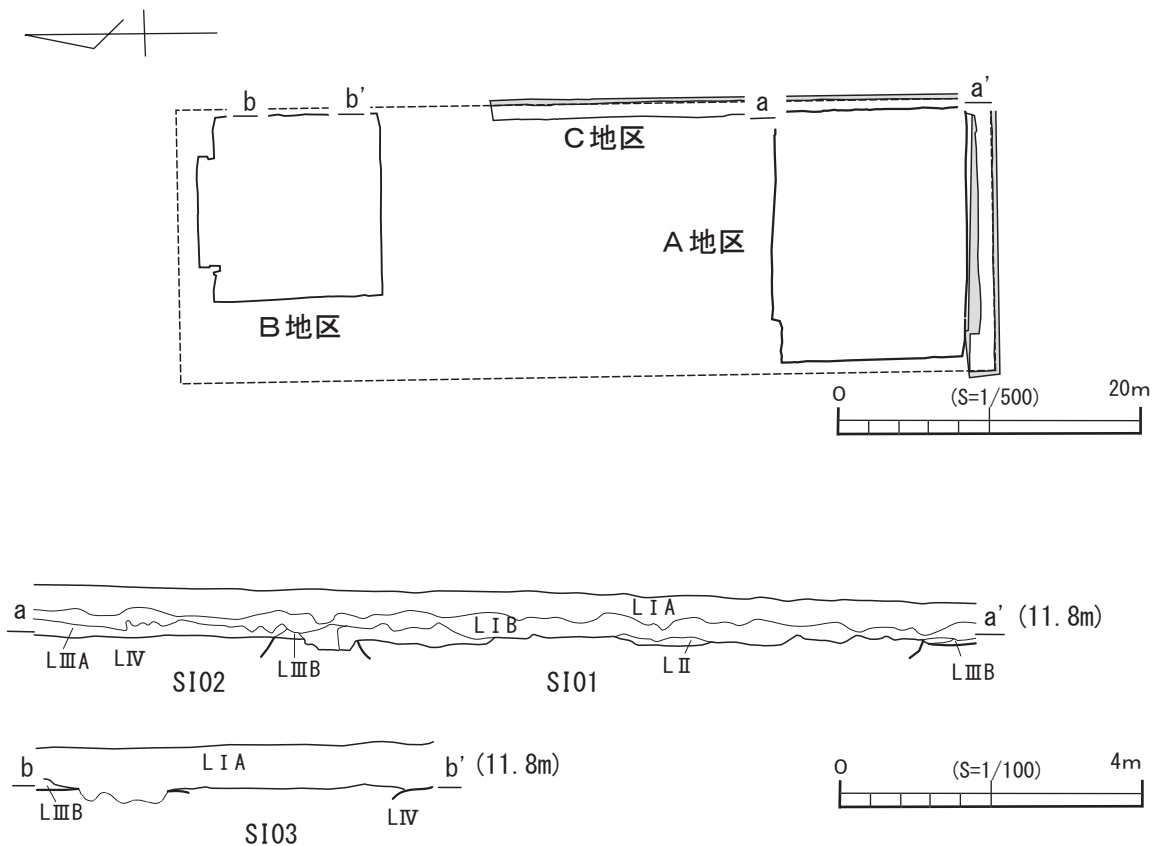 b b' a a'
C地区
A地区
B地区
0 (S=1/500) 20m
a LⅠA a' (11.8m)
LⅠB
LⅢA LⅣ LⅢB LⅡ LⅢB
SI02 SI01
b LⅠA b' (11.8m)
0 (S=1/100) 4m
LⅢB LⅣ
SI03